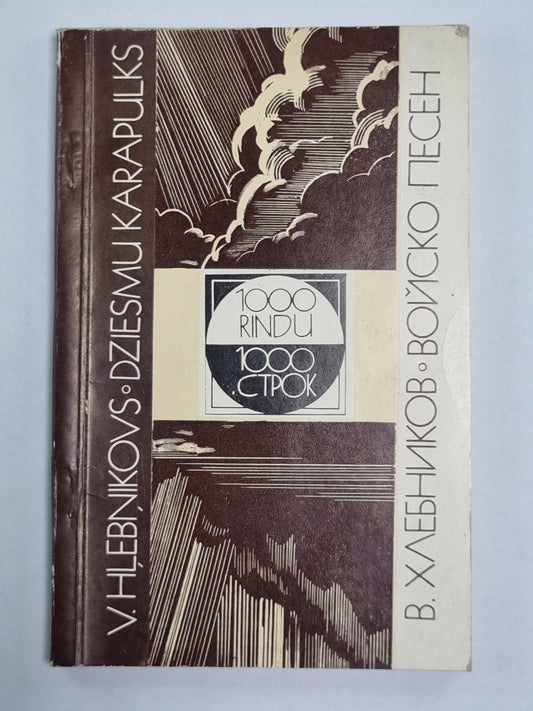 V. HĻEBŅIKOVS · DZIESMU KARAPULKS
1000
RINDU
1000
СТРОК
В. ХЛЕБНИКОВ · ВОЙСКО ПЕСЕН